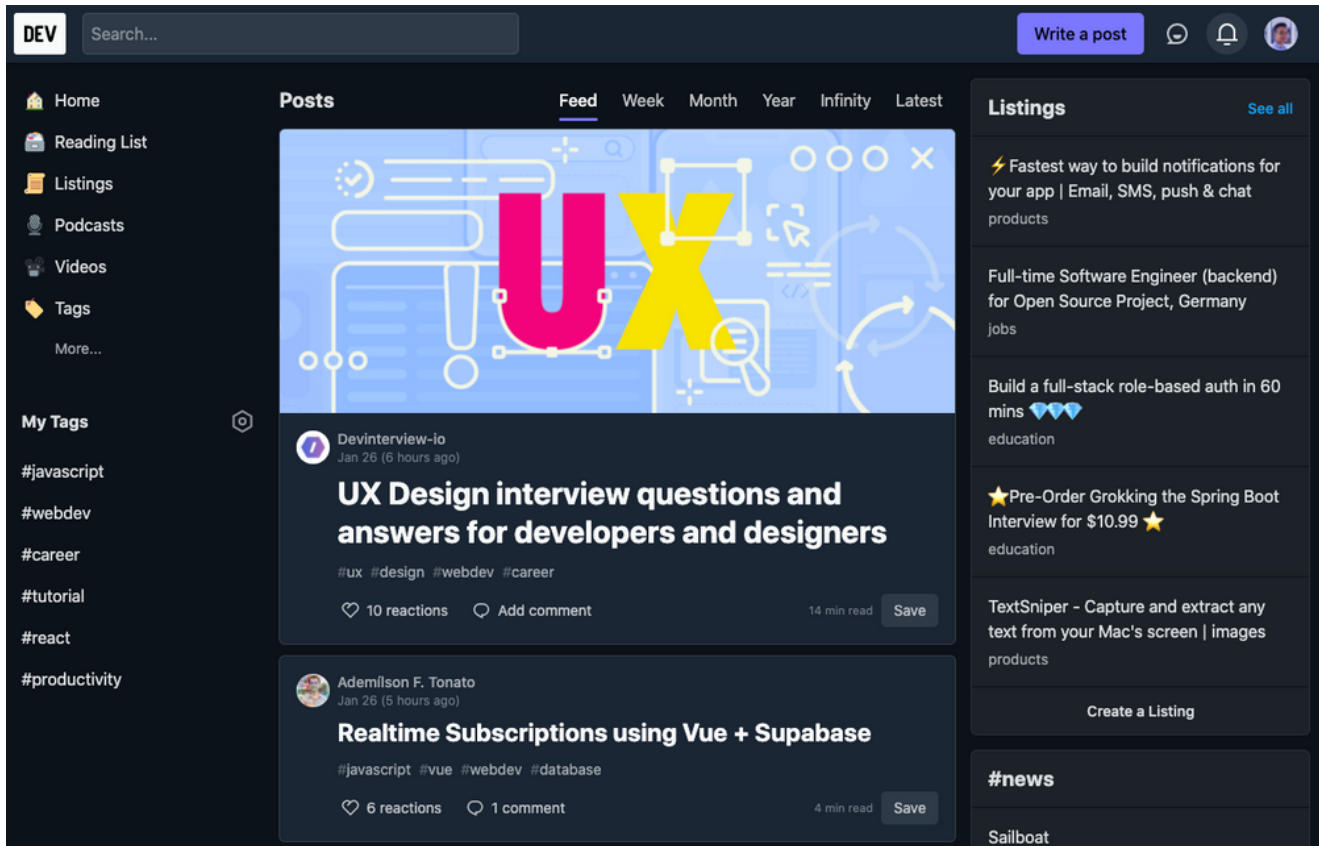 DEV
Search...
Write a post
Home
Reading List
Listings
Podcasts
Videos
Tags
More...
My Tags
#javascript
#webdev
#career
#tutorial
#react
#productivity
Posts
Feed Week Month Year Infinity Latest
UX
</>
Devinterview-io
Jan 26 (6 hours ago)
UX Design interview questions and
answers for developers and designers
#ux #design #webdev #career
10 reactions Add comment 14 min read Save
Ademílson F. Tonato
Jan 26 (5 hours ago)
Realtime Subscriptions using Vue + Supabase
#javascript #vue #webdev #database
6 reactions 1 comment 4 min read Save
Listings See all
⚡Fastest way to build notifications for
your app | Email, SMS, push & chat
products
Full-time Software Engineer (backend)
for Open Source Project, Germany
jobs
Build a full-stack role-based auth in 60
mins 💎💎💎
education
⭐Pre-Order Grokking the Spring Boot
Interview for $10.99 ⭐
education
TextSniper - Capture and extract any
text from your Mac's screen | images
products
Create a Listing
#news
Sailboat